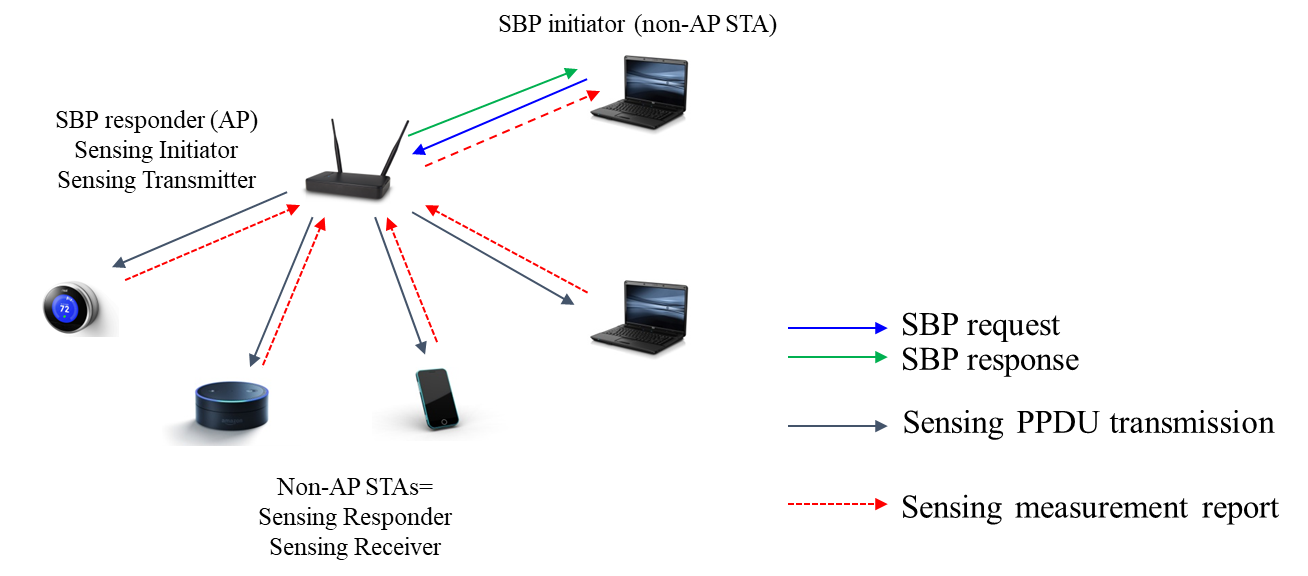 SBP initiator (non-AP STA)
SBP responder (AP)
Sensing Initiator
Sensing Transmitter
72
Non-AP STAs=
Sensing Responder
Sensing Receiver
SBP request
SBP response
Sensing PPDU transmission
Sensing measurement report